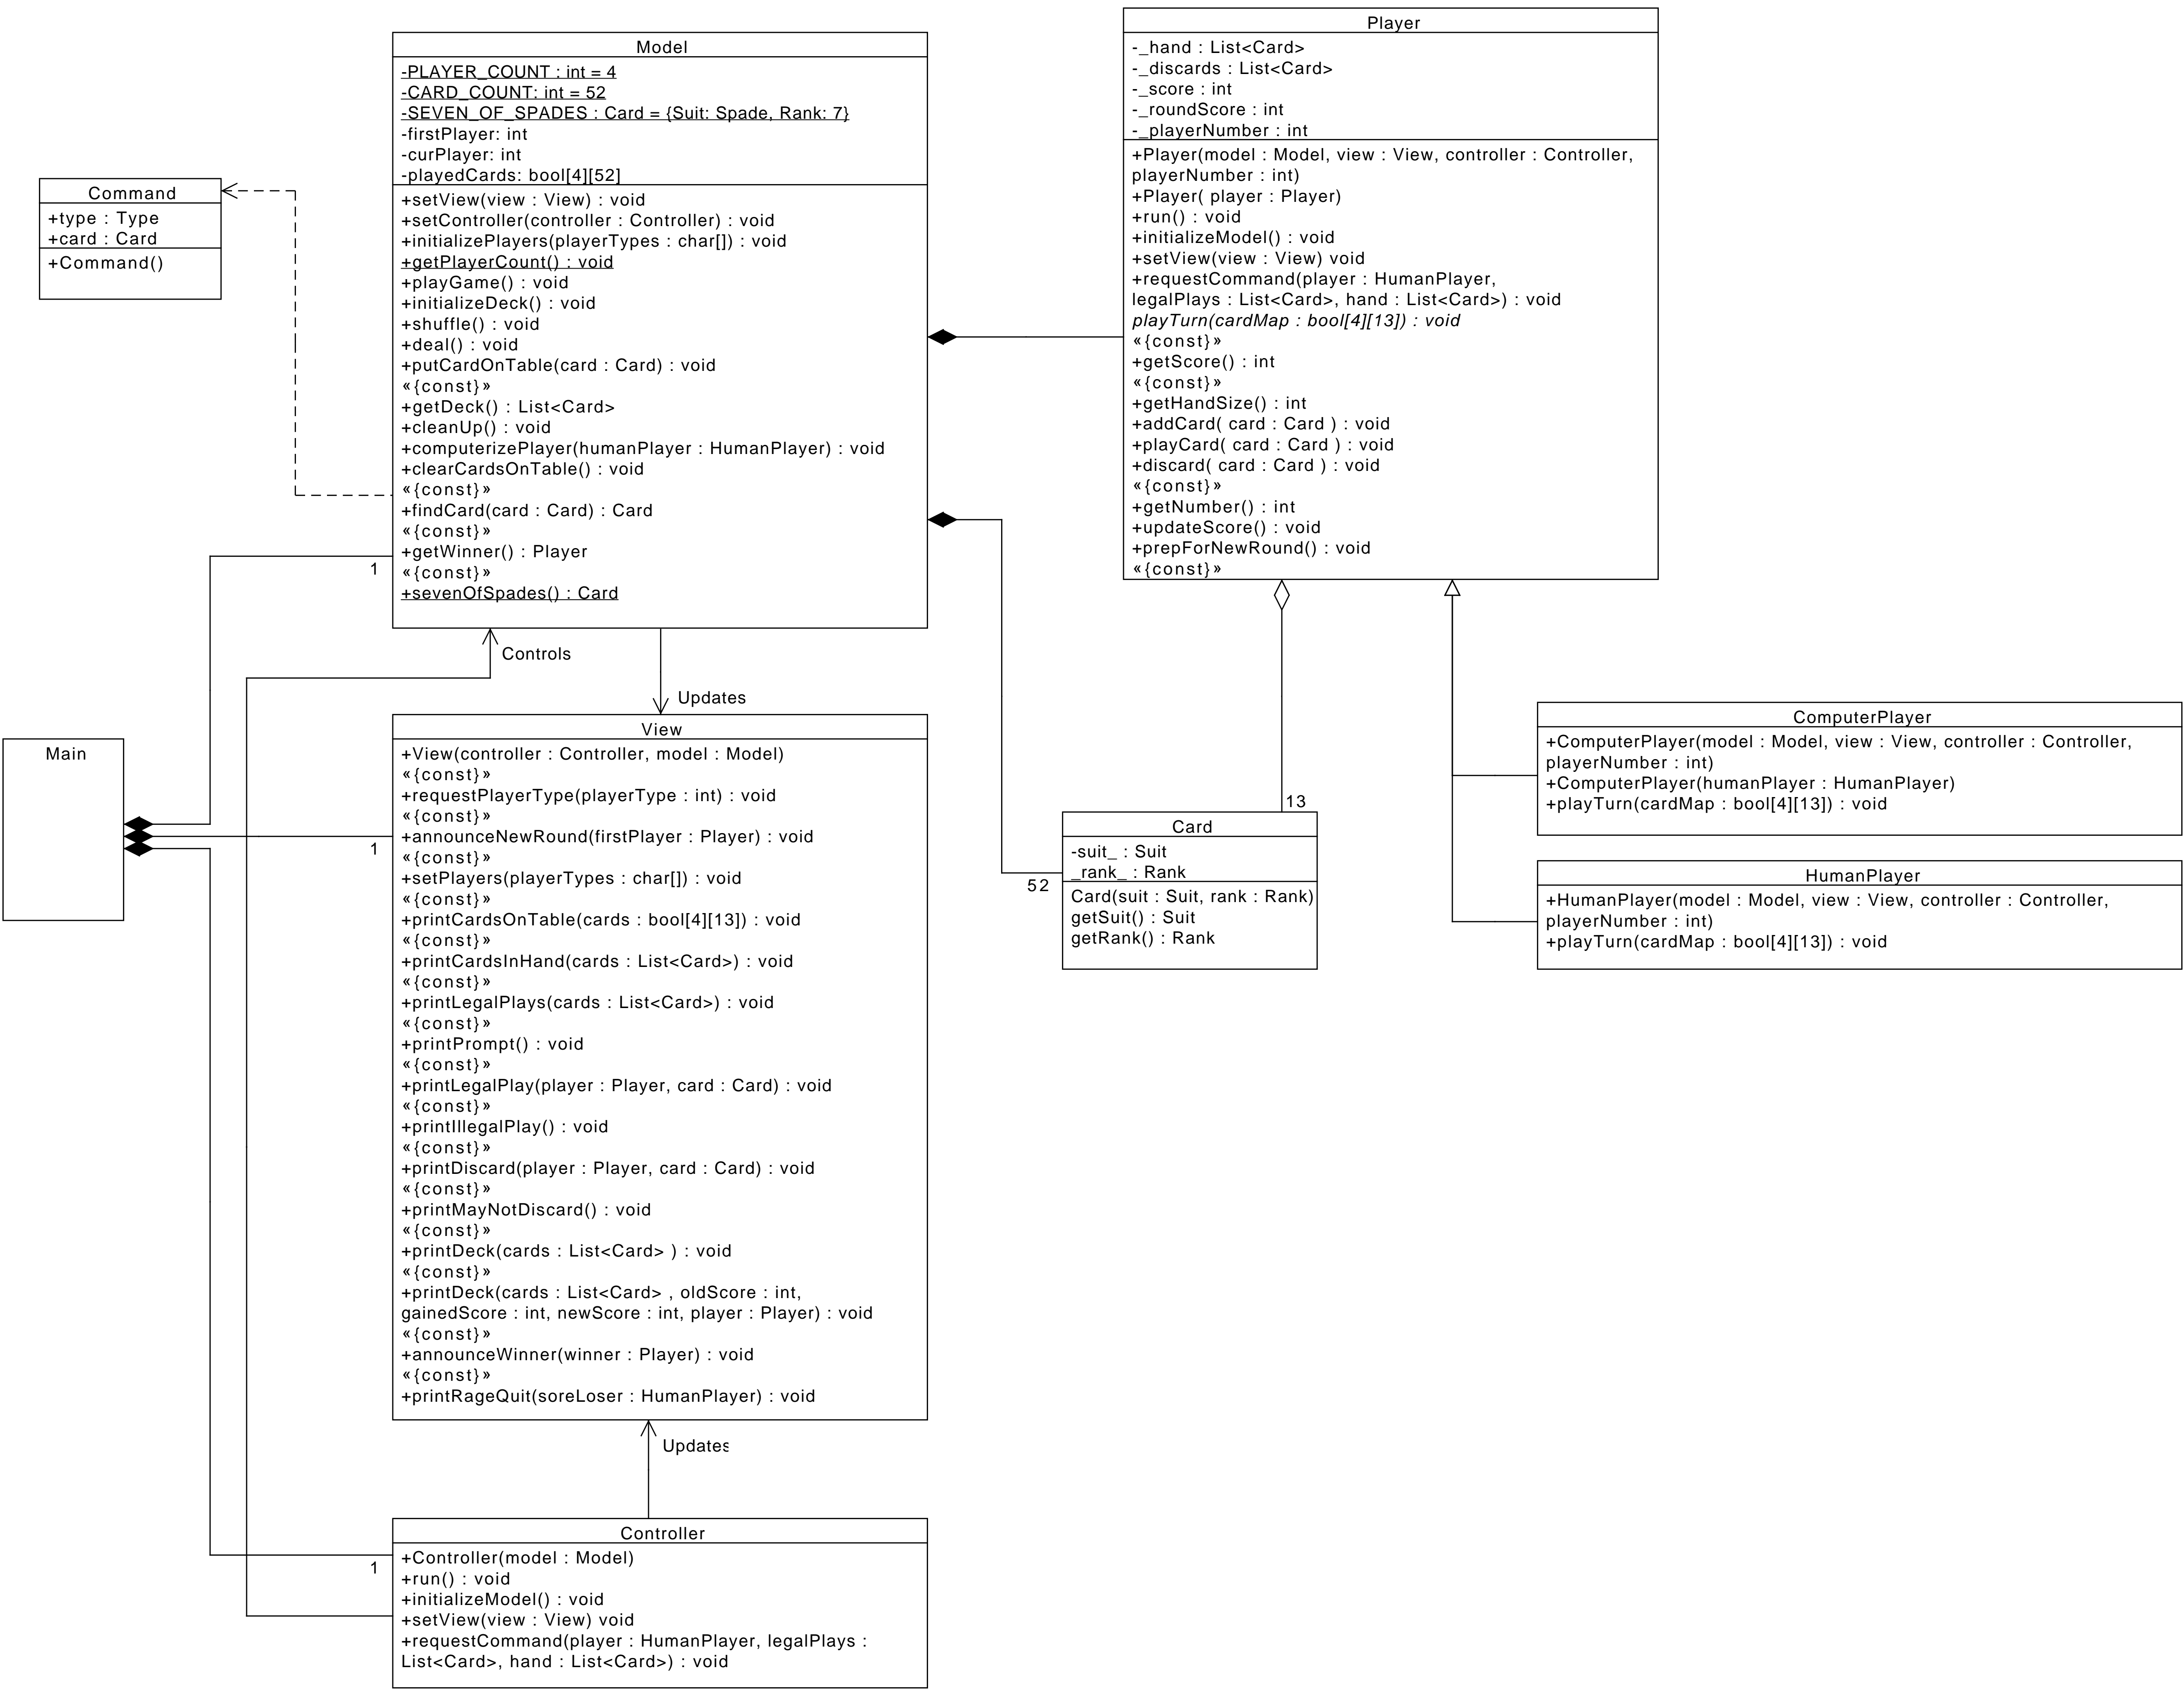 Command
+type : Type
+card : Card
+Command()
Model
-PLAYER_COUNT : int = 4
-CARD_COUNT: int = 52
-SEVEN_OF_SPADES : Card = {Suit: Spade, Rank: 7}
-firstPlayer: int
-curPlayer: int
-playedCards: bool[4][52]
+setView(view : View) : void
+setController(controller : Controller) : void
+initializePlayers(playerTypes : char[]) : void
+getPlayerCount() : void
+playGame() : void
+initializeDeck() : void
+shuffle() : void
+deal() : void
+putCardOnTable(card : Card) : void
«{const}»
+getDeck() : List<Card>
+cleanUp() : void
+computerizePlayer(humanPlayer : HumanPlayer) : void
+clearCardsOnTable() : void
«{const}»
+findCard(card : Card) : Card
«{const}»
+getWinner() : Player
«{const}»
+sevenOfSpades() : Card
Player
-_hand : List<Card>
-_discards : List<Card>
-_score : int
-_roundScore : int
-_playerNumber : int
+Player(model : Model, view : View, controller : Controller,
playerNumber : int)
+Player( player : Player)
+run() : void
+initializeModel() : void
+setView(view : View) void
+requestCommand(player : HumanPlayer,
legalPlays : List<Card>, hand : List<Card>) : void
playTurn(cardMap : bool[4][13]) : void
«{const}»
+getScore() : int
«{const}»
+getHandSize() : int
+addCard( card : Card ) : void
+playCard( card : Card ) : void
+discard( card : Card ) : void
«{const}»
+getNumber() : int
+updateScore() : void
+prepForNewRound() : void
«{const}»
1
Controls
Updates
Main
1
1
View
+View(controller : Controller, model : Model)
«{const}»
+requestPlayerType(playerType : int) : void
«{const}»
+announceNewRound(firstPlayer : Player) : void
«{const}»
+setPlayers(playerTypes : char[]) : void
«{const}»
+printCardsOnTable(cards : bool[4][13]) : void
«{const}»
+printCardsInHand(cards : List<Card>) : void
«{const}»
+printLegalPlays(cards : List<Card>) : void
«{const}»
+printPrompt() : void
«{const}»
+printLegalPlay(player : Player, card : Card) : void
«{const}»
+printIllegalPlay() : void
«{const}»
+printDiscard(player : Player, card : Card) : void
«{const}»
+printMayNotDiscard() : void
«{const}»
+printDeck(cards : List<Card> ) : void
«{const}»
+printDeck(cards : List<Card> , oldScore : int,
gainedScore : int, newScore : int, player : Player) : void
«{const}»
+announceWinner(winner : Player) : void
«{const}»
+printRageQuit(soreLoser : HumanPlayer) : void
13
52
Card
-suit_ : Suit
_rank_ : Rank
Card(suit : Suit, rank : Rank)
getSuit() : Suit
getRank() : Rank
ComputerPlayer
+ComputerPlayer(model : Model, view : View, controller : Controller,
playerNumber : int)
+ComputerPlayer(humanPlayer : HumanPlayer)
+playTurn(cardMap : bool[4][13]) : void
HumanPlayer
+HumanPlayer(model : Model, view : View, controller : Controller,
playerNumber : int)
+playTurn(cardMap : bool[4][13]) : void
Updates
Controller
+Controller(model : Model)
+run() : void
+initializeModel() : void
+setView(view : View) void
+requestCommand(player : HumanPlayer, legalPlays :
List<Card>, hand : List<Card>) : void